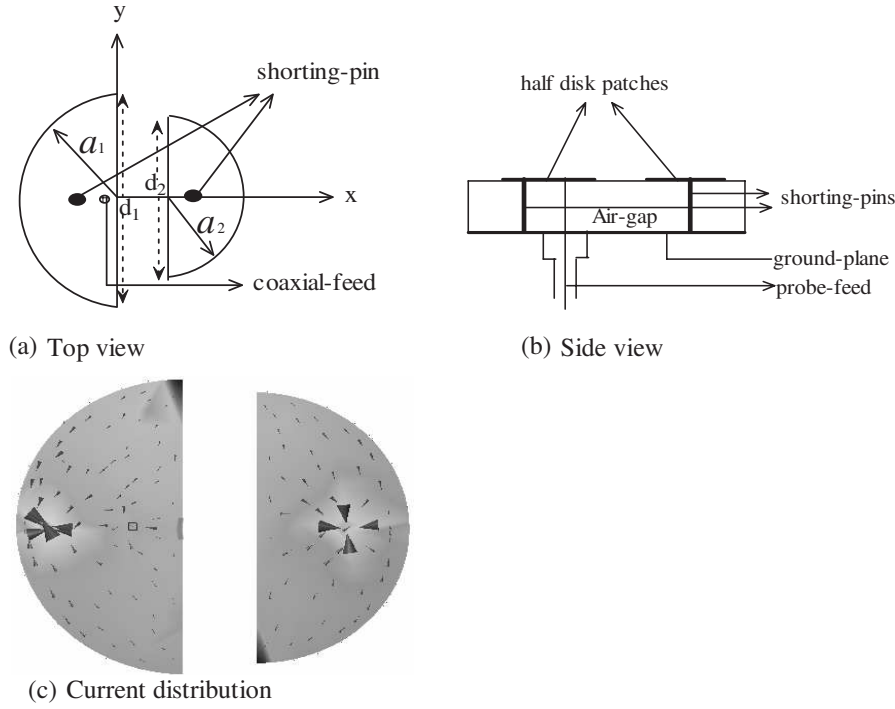 y
shorting-pin
a1
d2
x
d1
a2
coaxial-feed
(a) Top view
half disk patches
shorting-pins
Air-gap
ground-plane
probe-feed
(b) Side view
(c) Current distribution